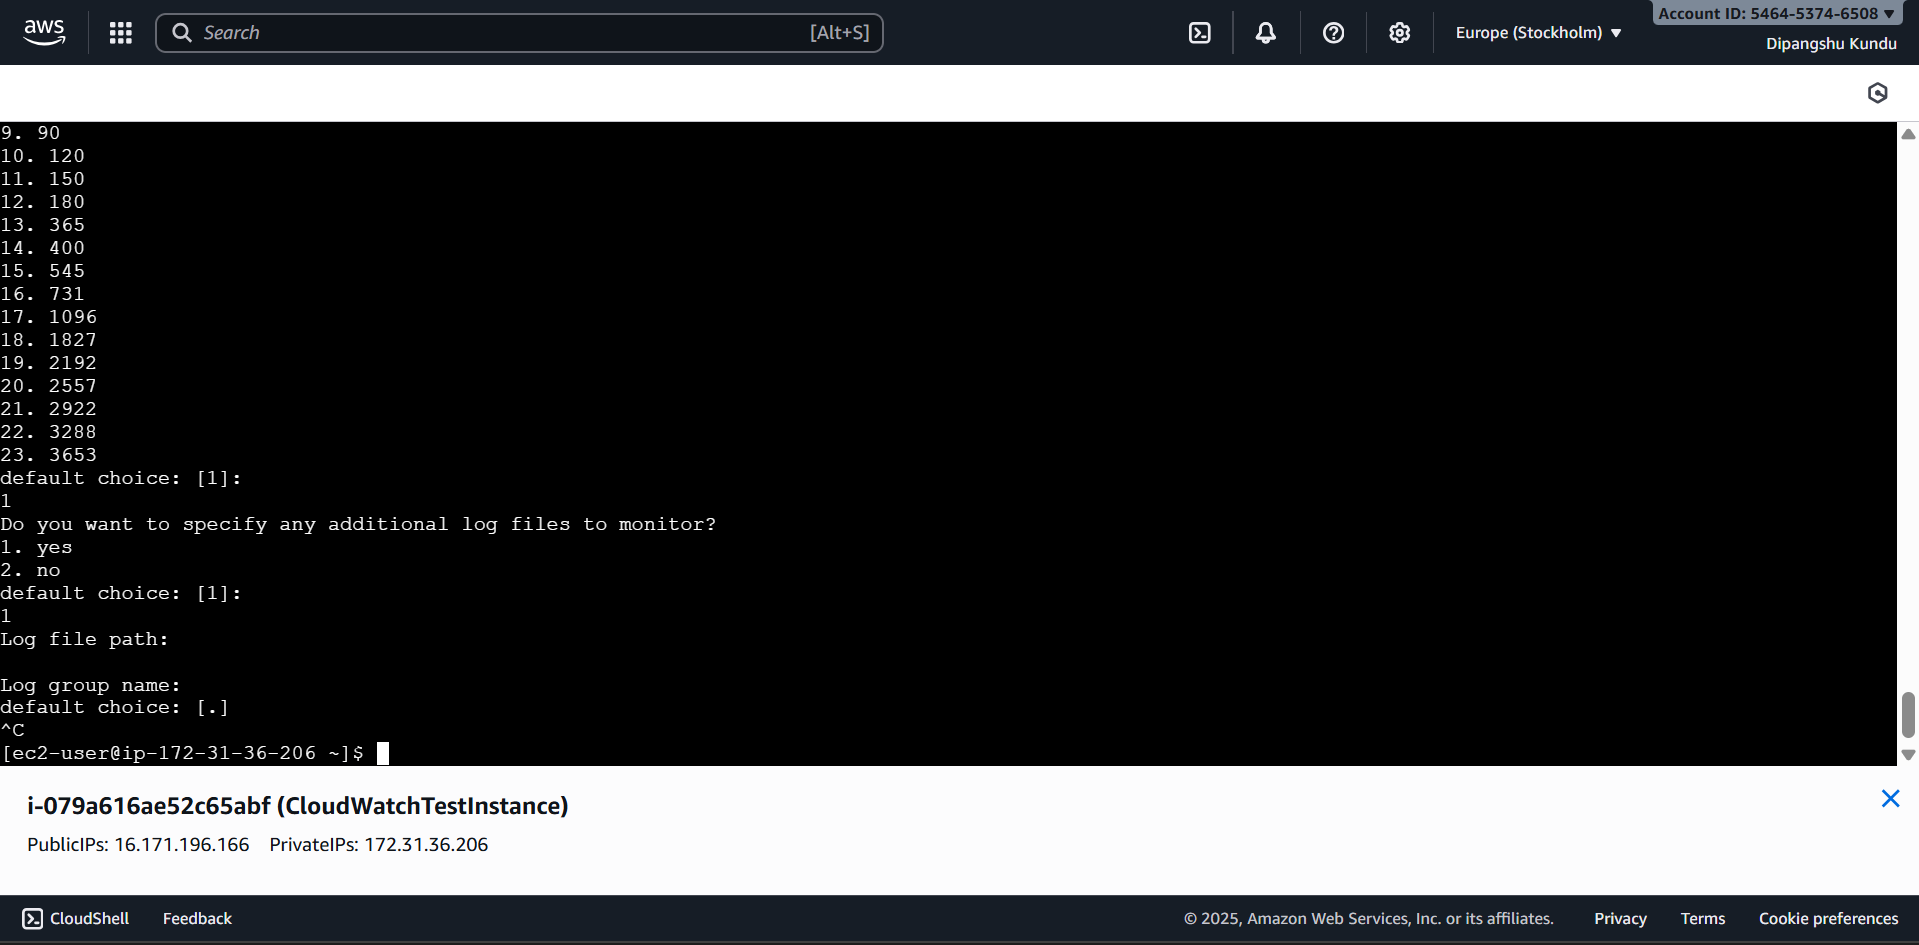 aws
Search [Alt+S]
Europe (Stockholm) ▼
Account ID: 5464-5374-6508 ▼
Dipangshu Kundu
9. 90
10. 120
11. 150
12. 180
13. 365
14. 400
15. 545
16. 731
17. 1096
18. 1827
19. 2192
20. 2557
21. 2922
22. 3288
23. 3653
default choice: [1]:
1
Do you want to specify any additional log files to monitor?
1. yes
2. no
default choice: [1]:
1
Log file path:
Log group name:
default choice: [.]
^C
[ec2-user@ip-172-31-36-206 ~]$
i-079a616ae52c65abf (CloudWatchTestInstance)
PublicIPs: 16.171.196.166 PrivateIPs: 172.31.36.206
CloudShell Feedback © 2025, Amazon Web Services, Inc. or its affiliates. Privacy Terms Cookie preferences